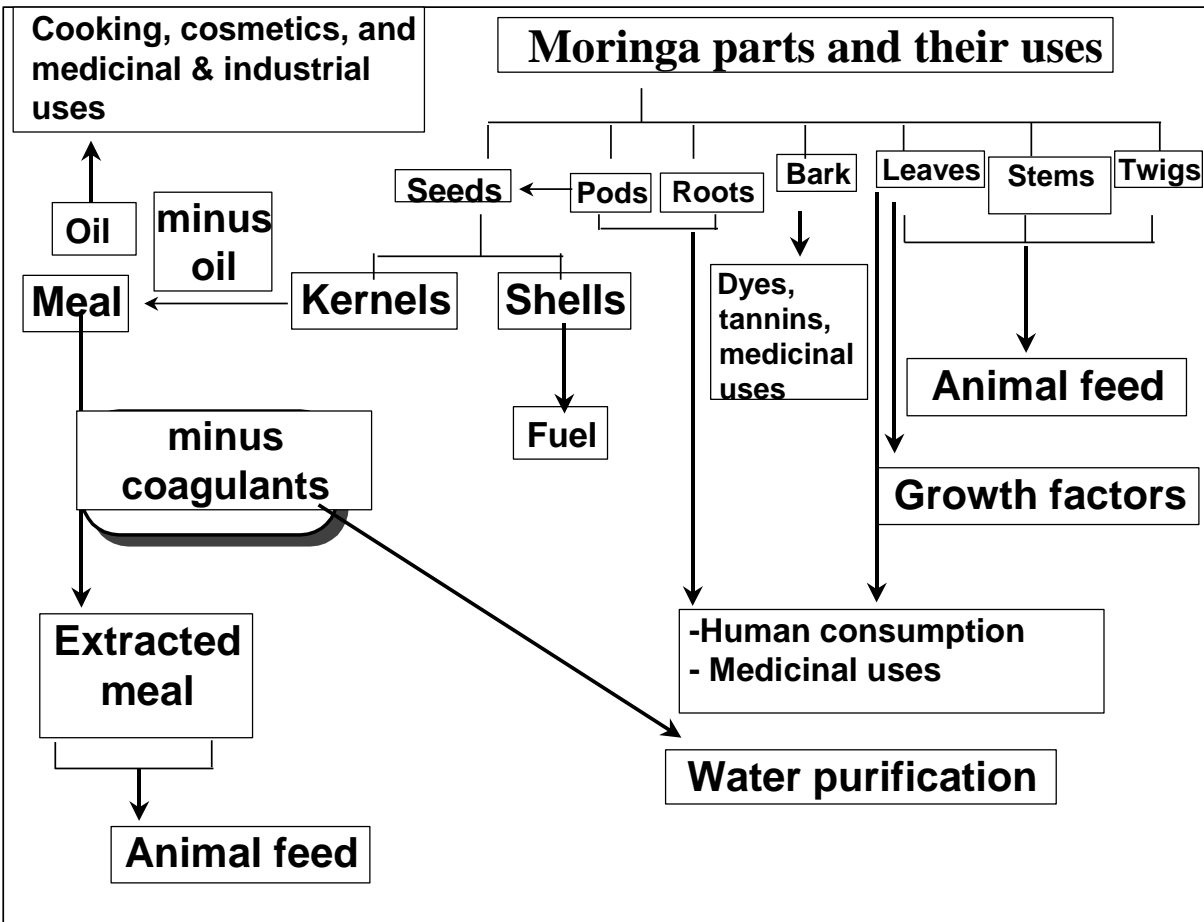 Cooking, cosmetics, and
medicinal & industrial
uses
Moringa parts and their uses
Seeds
Pods
Roots
Bark
Leaves
Stems
Twigs
Oil
minus
oil
Meal
Kernels
Shells
Dyes,
tannins,
medicinal
uses
Animal feed
minus
coagulants
Fuel
Growth factors
Extracted
meal
-Human consumption
- Medicinal uses
Water purification
Animal feed